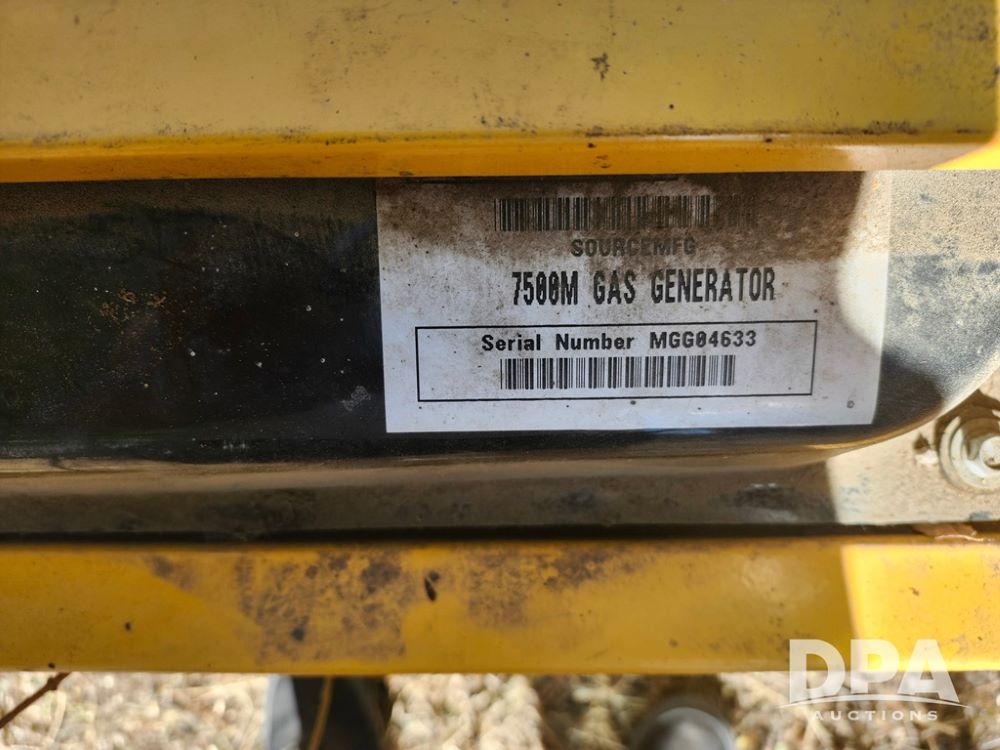 SOURCEMFG
7500M GAS GENERATOR
Serial Number MGG04633
DPA
AUCTIONS